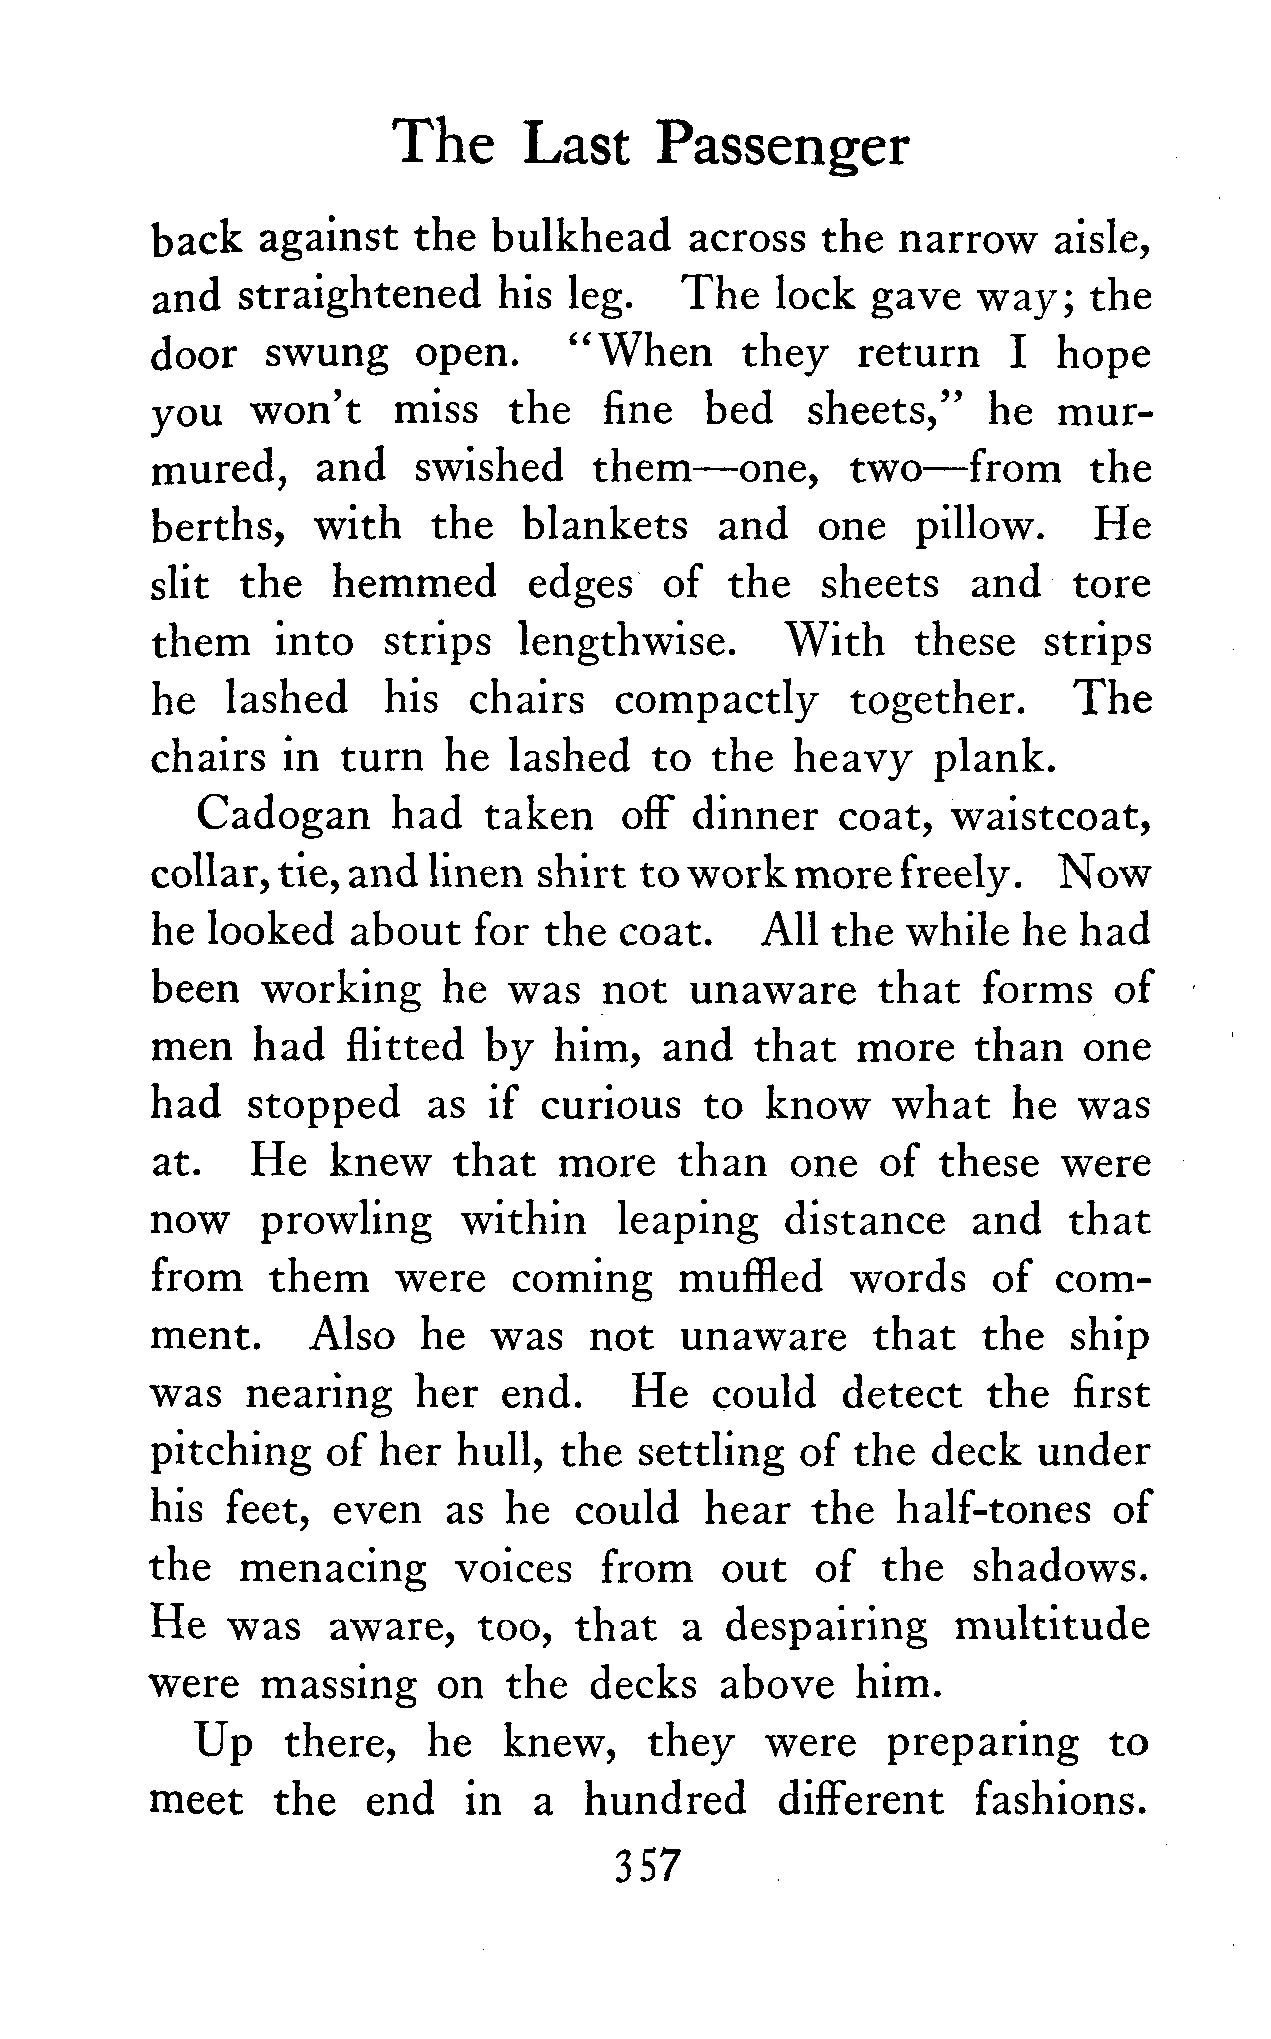 The Last Passenger
back against the bulkhead across the narrow aisle,
and straightened his leg. The lock gave way; the
door swung open. "When they return I hope
you won't miss the fine bed sheets," he mur-
mured, and swished them—one, two—from the
berths, with the blankets and one pillow. He
slit the hemmed edges of the sheets and tore
them into strips lengthwise. With these strips
he lashed his chairs compactly together. The
chairs in turn he lashed to the heavy plank.
Cadogan had taken off dinner coat, waistcoat,
collar, tie, and linen shirt to work more freely. Now
he looked about for the coat. All the while he had
been working he was not unaware that forms of
men had flitted by him, and that more than one
had stopped as if curious to know what he was
at. He knew that more than one of these were
now prowling within leaping distance and that
from them were coming muffled words of com-
ment. Also he was not unaware that the ship
was nearing her end. He could detect the first
pitching of her hull, the settling of the deck under
his feet, even as he could hear the half-tones of
the menacing voices from out of the shadows.
He was aware, too, that a despairing multitude
were massing on the decks above him.
Up there, he knew, they were preparing to
meet the end in a hundred different fashions.
357